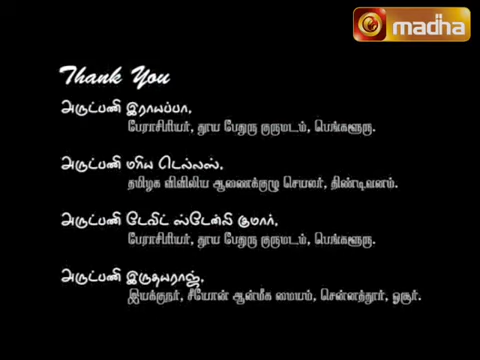 madha
Thank You
அருட்பணி இராயப்பா,
பேராசிரியர், தூய பேதுரு குருமடம், பெங்களூரு.
அருட்பணி மரிய டெல்லஸ்,
தமிழக விவிலிய ஆணைக்குழு செயலர், திண்டிவனம்.
அருட்பணி டேவிட் ஸ்டேன்லி குமார்,
பேராசிரியர், தூய பேதுரு குருமடம், பெங்களூரு.
அருட்பணி இருதயராஜ்,
இயக்குநர், சீயோன் ஆன்மீக மையம், சென்னத்தூர், ஓசூர்.